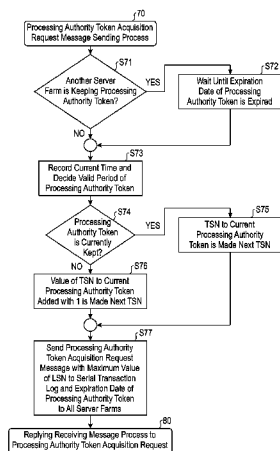 70
Processing Authority Token Acquisition
Request Message Sending Process
S71
Another Server
Farm is Keeping Processing
Authority Token?
YES
NO
S72
Wait Until Expiration
Date of Processing
Authority Token is Expired
S73
Record Current Time and
Decide Valid Period of
Processing Authority Token
S74
Processing
Authority Token
is Currently
Kept?
YES
NO
S75
TSN to Current
Processing Authority
Token is Made Next TSN
S76
Value of TSN to Current
Processing Authority Token
Added with 1 is Made Next TSN
S77
Send Processing Authority
Token Acquisition Request
Message with Maximum Value
of LSN to Serial Transaction
Log and Expiration Date of
Processing Authority Token
to All Server Farms
80
Replying Receiving Message Process to
Processing Authority Token Acquisition Request